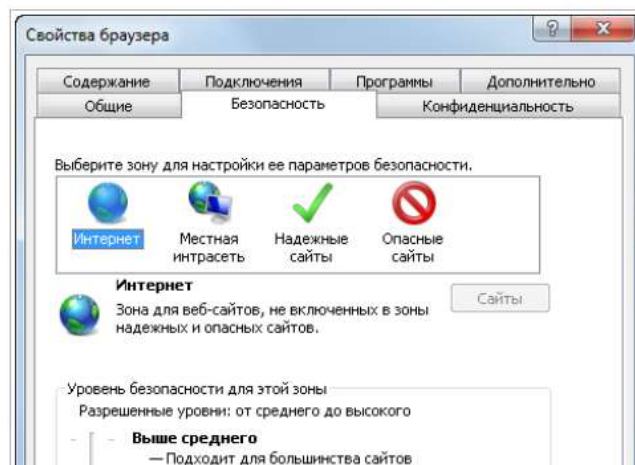 Свойства браузера
Содержание Подключения Программы Дополнительно
Общие Безопасность Конфиденциальность
Выберите зону для настройки ее параметров безопасности.
Интернет Местная интрасеть Надежные сайты Опасные сайты
Интернет
Зона для веб-сайтов, не включенных в зоны
надежных и опасных сайтов.
Сайты
Уровень безопасности для этой зоны
Разрешенные уровни: от среднего до высокого
Выше среднего
— Подходит для большинства сайтов